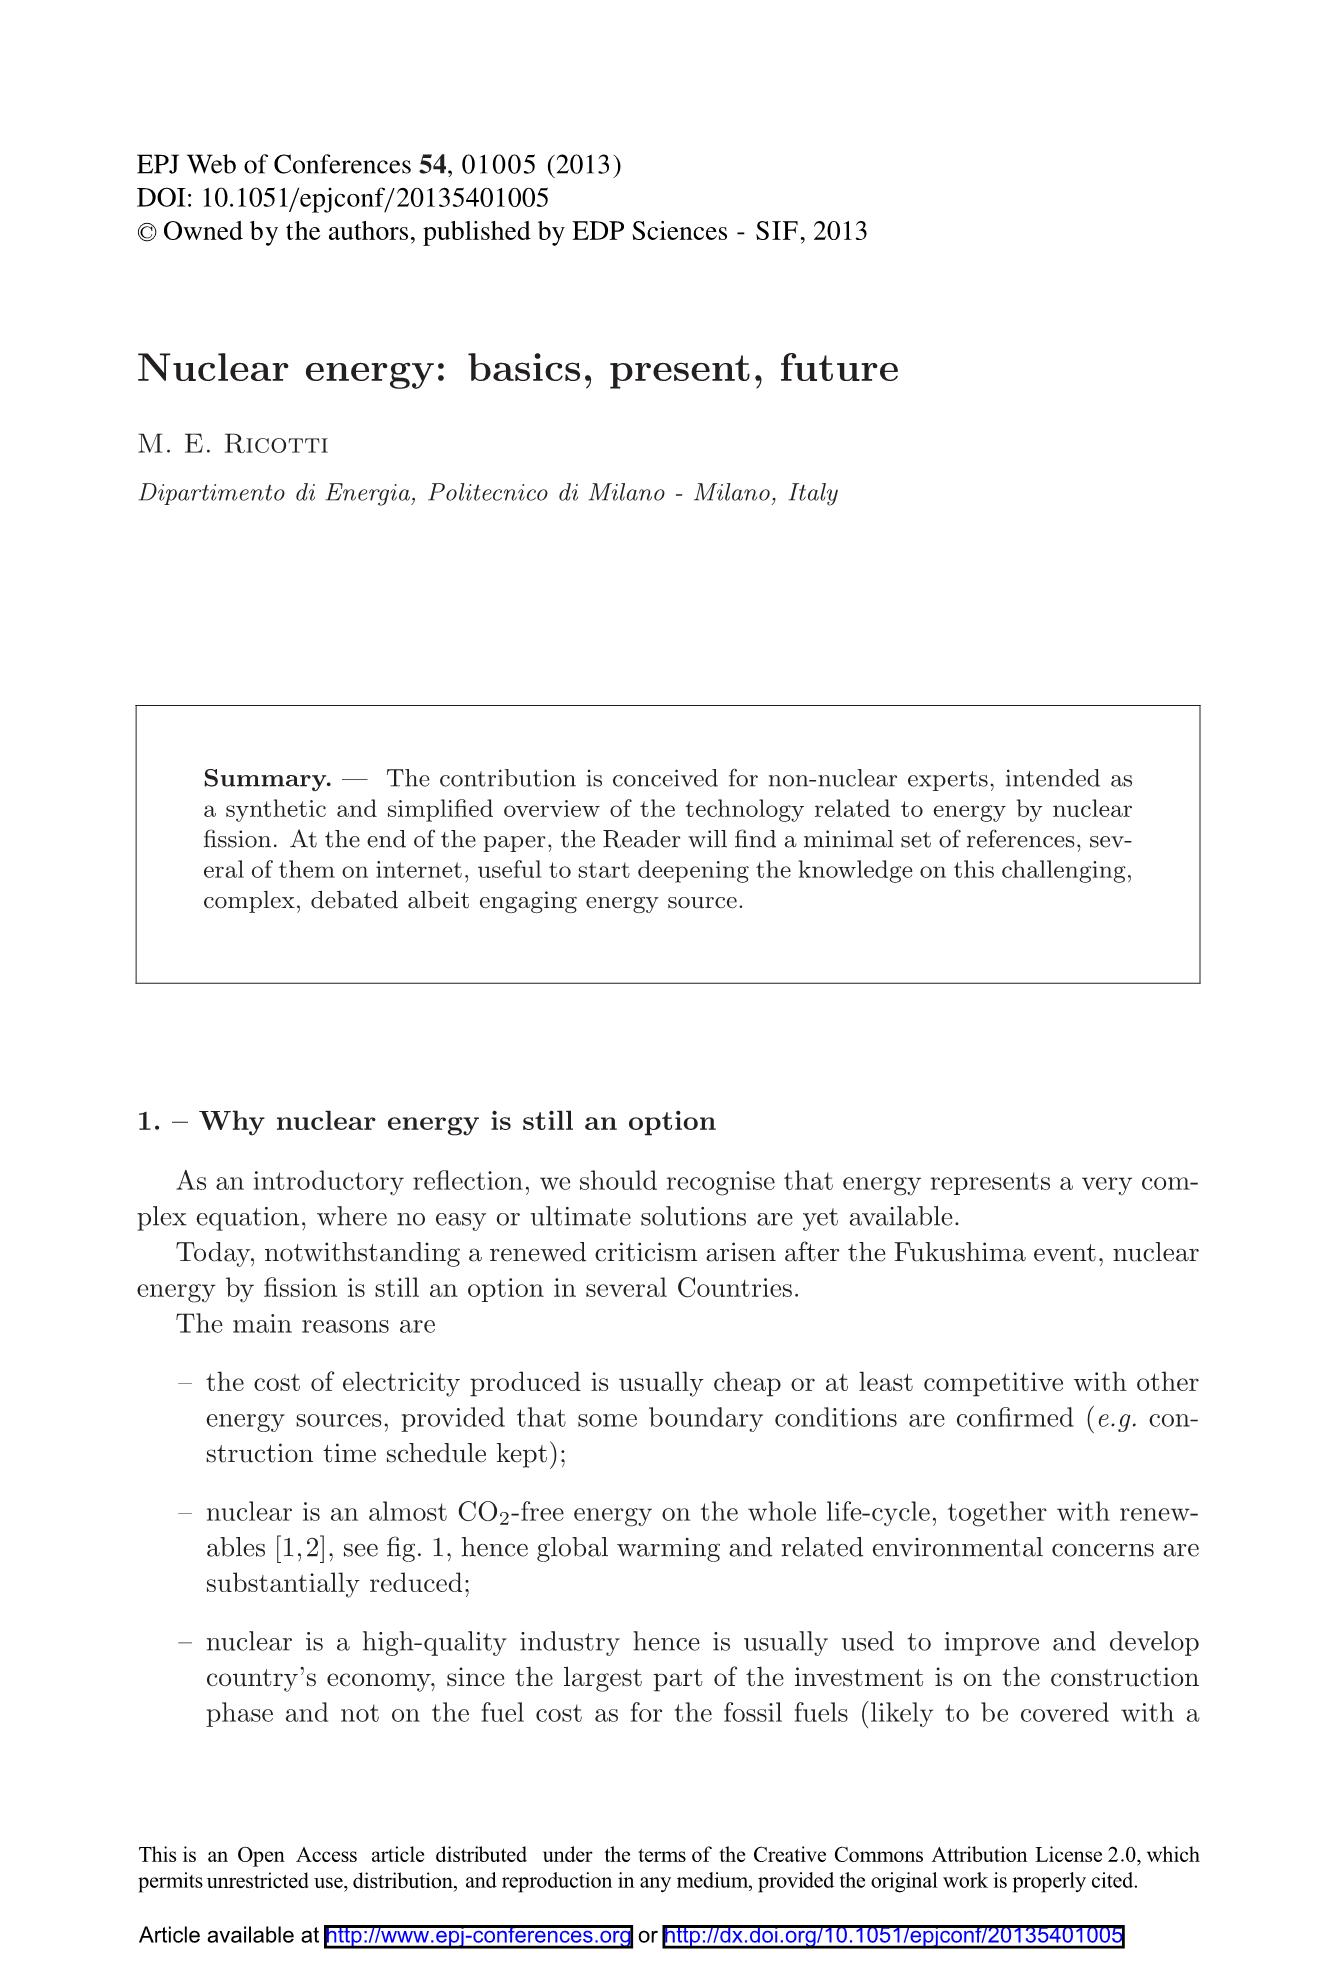 EPJ Web of Conferences 54, 01005 (2013)
DOI: 10.1051/epjconf/20135401005
© Owned by the authors, published by EDP Sciences - SIF, 2013
Nuclear energy: basics, present, future
M. E. Ricotti
Dipartimento di Energia, Politecnico di Milano - Milano, Italy
Summary. — The contribution is conceived for non-nuclear experts, intended as
a synthetic and simplified overview of the technology related to energy by nuclear
fission. At the end of the paper, the Reader will find a minimal set of references, sev-
eral of them on internet, useful to start deepening the knowledge on this challenging,
complex, debated albeit engaging energy source.
1. – Why nuclear energy is still an option
As an introductory reflection, we should recognise that energy represents a very com-
plex equation, where no easy or ultimate solutions are yet available.
Today, notwithstanding a renewed criticism arisen after the Fukushima event, nuclear
energy by fission is still an option in several Countries.
The main reasons are
– the cost of electricity produced is usually cheap or at least competitive with other
energy sources, provided that some boundary conditions are confirmed (e.g. con-
struction time schedule kept);
– nuclear is an almost CO₂-free energy on the whole life-cycle, together with renew-
ables [1,2], see fig. 1, hence global warming and related environmental concerns are
substantially reduced;
– nuclear is a high-quality industry hence is usually used to improve and develop
country's economy, since the largest part of the investment is on the construction
phase and not on the fuel cost as for the fossil fuels (likely to be covered with a
This is an Open Access article distributed under the terms of the Creative Commons Attribution License 2.0, which
permits unrestricted use, distribution, and reproduction in any medium, provided the original work is properly cited.
Article available at http://www.epj-conferences.org or http://dx.doi.org/10.1051/epjconf/20135401005